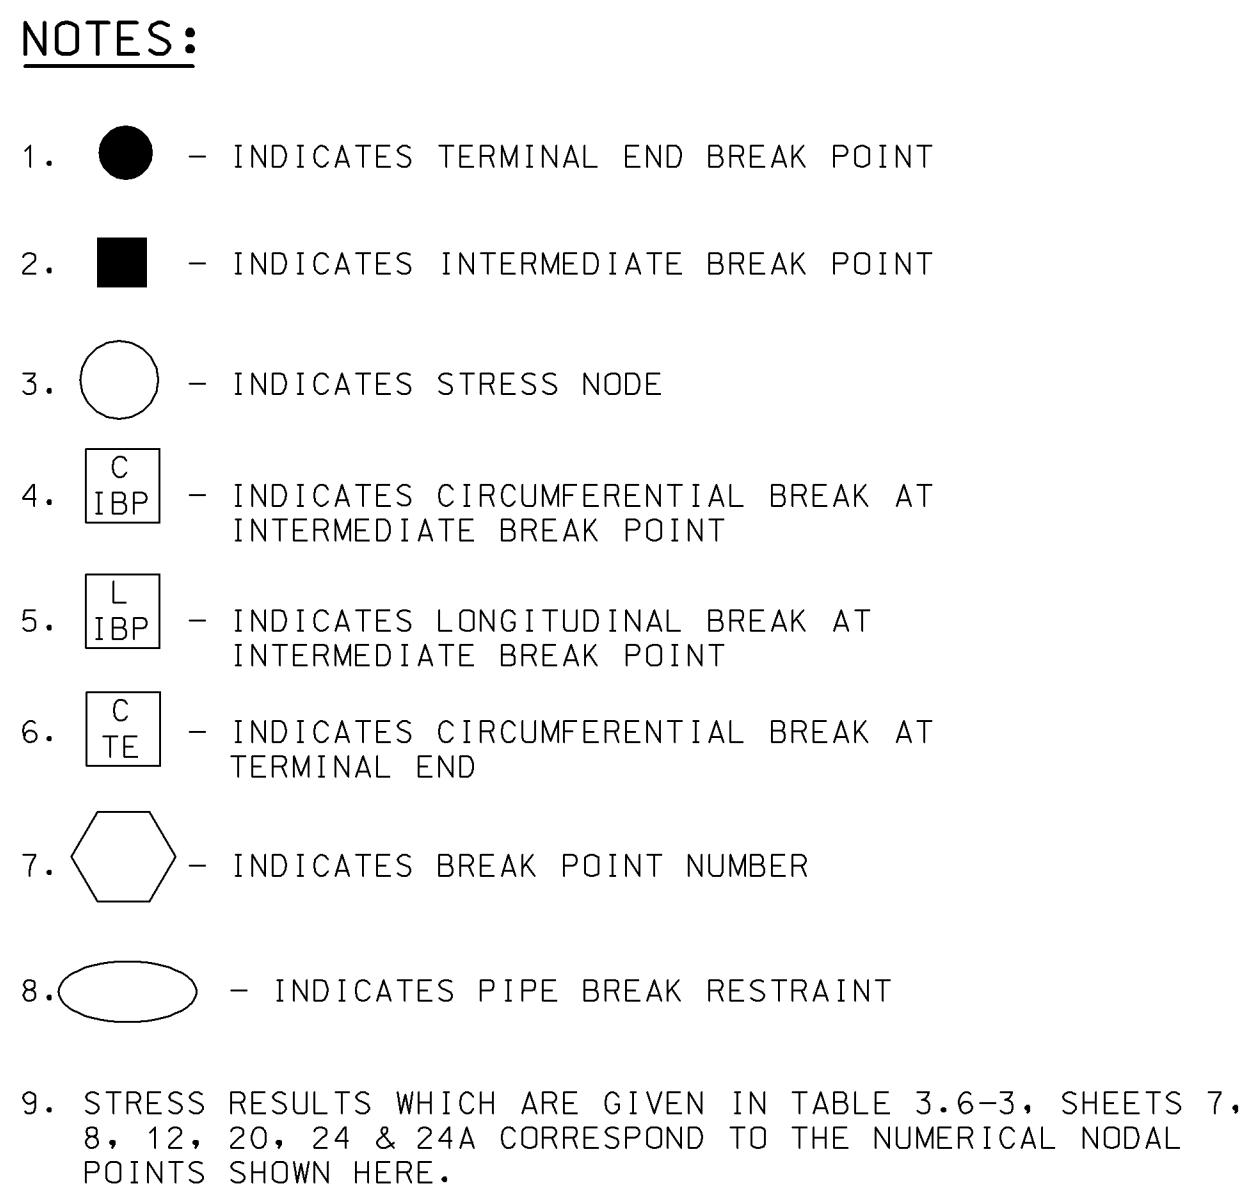 NOTES:
1. - INDICATES TERMINAL END BREAK POINT
2. - INDICATES INTERMEDIATE BREAK POINT
3. - INDICATES STRESS NODE
C
4. IBP - INDICATES CIRCUMFERENTIAL BREAK AT
INTERMEDIATE BREAK POINT
L
5. IBP - INDICATES LONGITUDINAL BREAK AT
INTERMEDIATE BREAK POINT
C
6. TE - INDICATES CIRCUMFERENTIAL BREAK AT
TERMINAL END
7. - INDICATES BREAK POINT NUMBER
8. - INDICATES PIPE BREAK RESTRAINT
9. STRESS RESULTS WHICH ARE GIVEN IN TABLE 3.6-3, SHEETS 7,
8, 12, 20, 24 & 24A CORRESPOND TO THE NUMERICAL NODAL
POINTS SHOWN HERE.